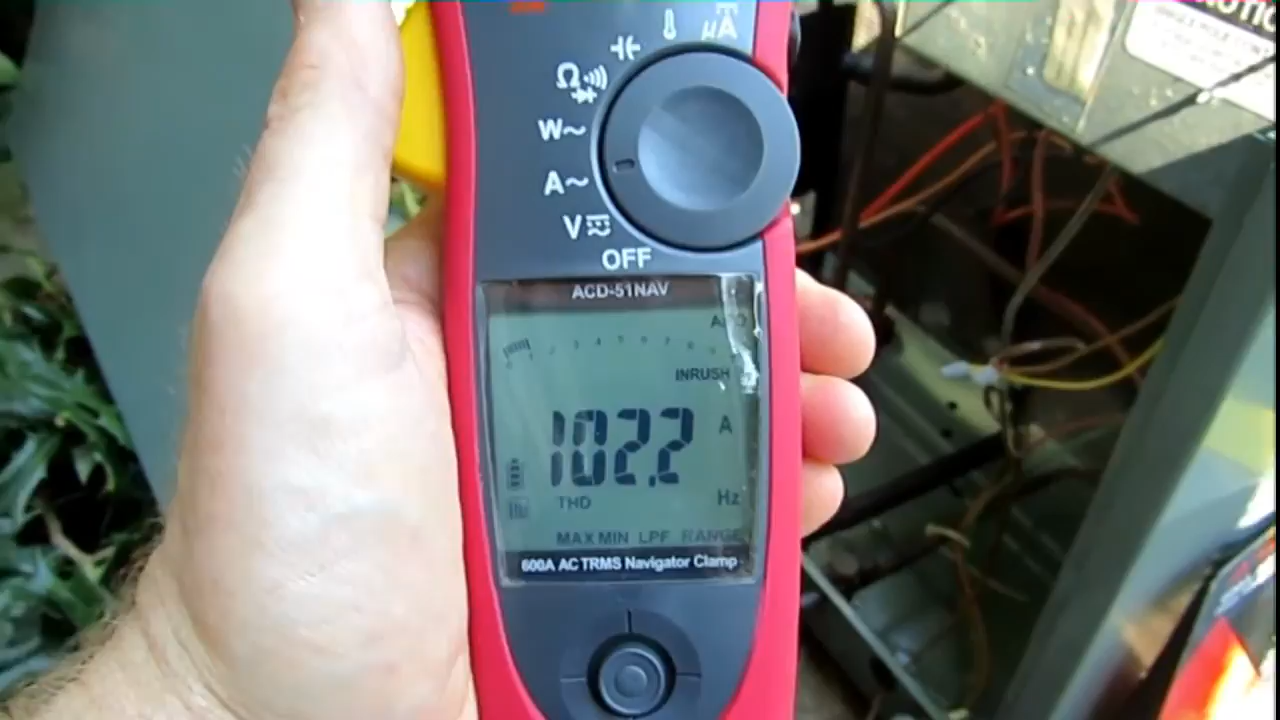 µA
Ω
W~
A~
V
OFF
ACD-51NAV
INRUSH
102.2 A
THD Hz
MAX MIN LPF RANGE
600A AC TRMS Navigator Clamp